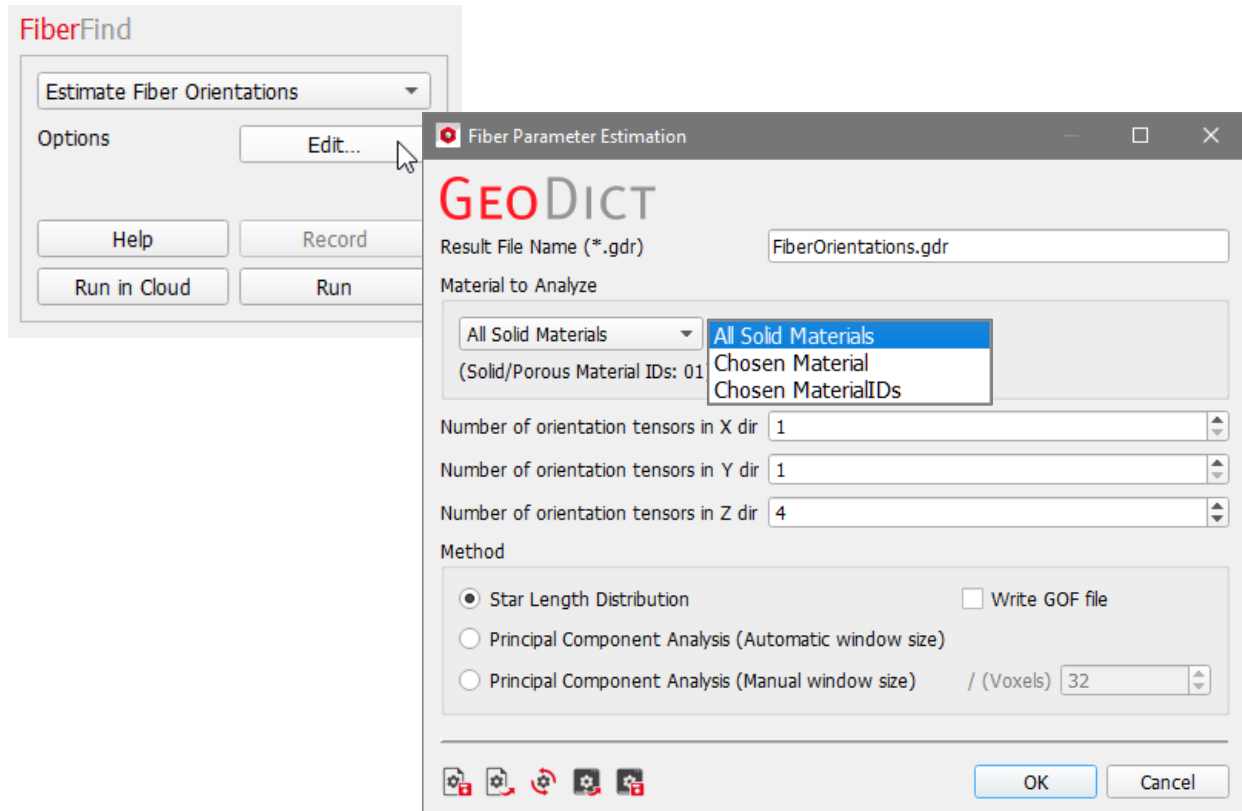 FiberFind
Estimate Fiber Orientations
Options
Edit...
Help
Record
Run in Cloud
Run
Fiber Parameter Estimation
GEODICT
Result File Name (*.gdr)
FiberOrientations.gdr
Material to Analyze
All Solid Materials
All Solid Materials
Chosen Material
Chosen MaterialIDs
(Solid/Porous Material IDs: 01
Number of orientation tensors in X dir
1
Number of orientation tensors in Y dir
1
Number of orientation tensors in Z dir
4
Method
Star Length Distribution
Write GOF file
Principal Component Analysis (Automatic window size)
Principal Component Analysis (Manual window size)
/ (Voxels)
32
OK
Cancel